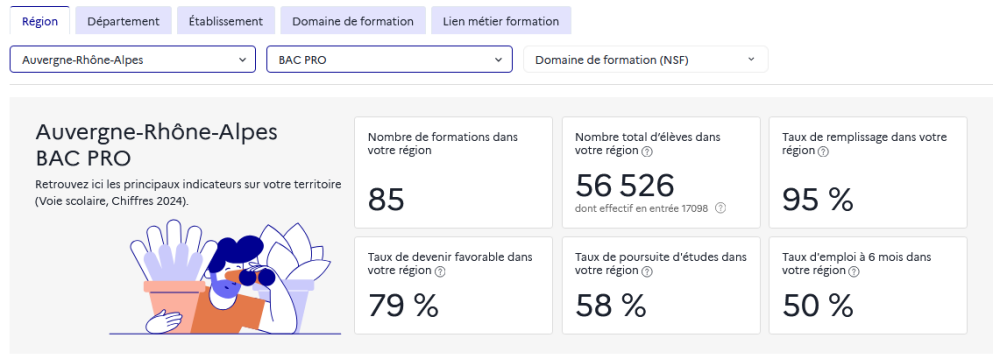 Région
Département
Établissement
Domaine de formation
Lien métier formation
Auvergne-Rhône-Alpes
BAC PRO
Domaine de formation (NSF)
Auvergne-Rhône-Alpes
BAC PRO
Retrouvez ici les principaux indicateurs sur votre territoire
(Voie scolaire, Chiffres 2024).
Nombre de formations dans
votre région
85
Nombre total d’élèves dans
votre région ?
56 526
dont effectif en entrée 17098 ?
Taux de remplissage dans votre
région ?
95 %
Taux de devenir favorable dans
votre région ?
79 %
Taux de poursuite d'études dans
votre région ?
58 %
Taux d'emploi à 6 mois dans
votre région ?
50 %